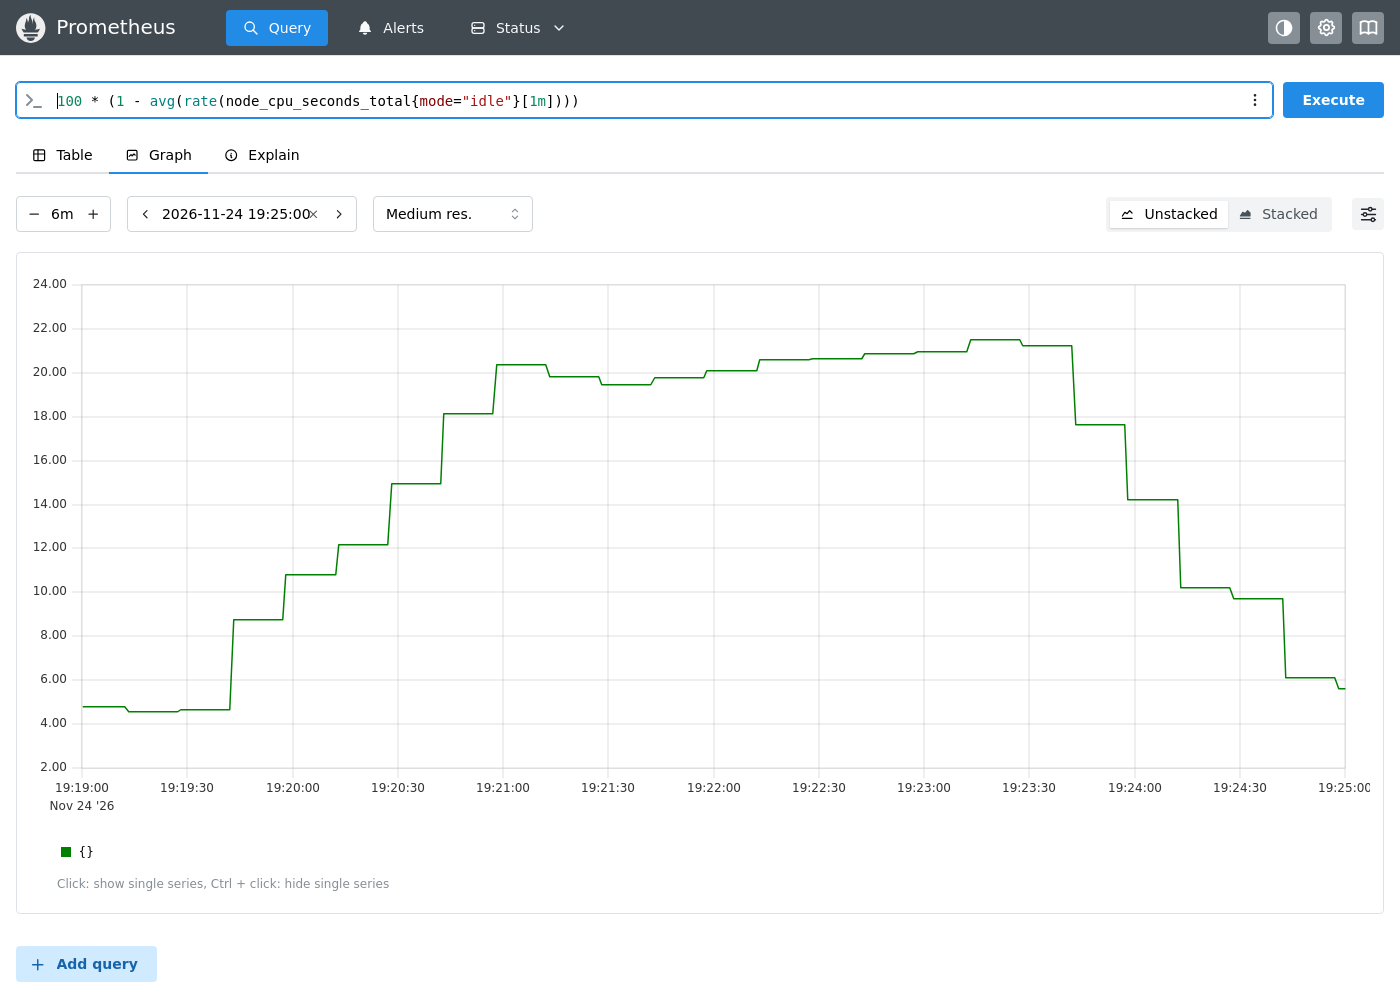 Prometheus Query Alerts Status
100 * (1 - avg(rate(node_cpu_seconds_total{mode="idle"}[1m]))) Execute
Table Graph Explain
6m 2026-11-24 19:25:00 Medium res. Unstacked Stacked
24.00
22.00
20.00
18.00
16.00
14.00
12.00
10.00
8.00
6.00
4.00
2.00
19:19:00 19:19:30 19:20:00 19:20:30 19:21:00 19:21:30 19:22:00 19:22:30 19:23:00 19:23:30 19:24:00 19:24:30 19:25:00
Nov 24 '26
{}
Click: show single series, Ctrl + click: hide single series
Add query